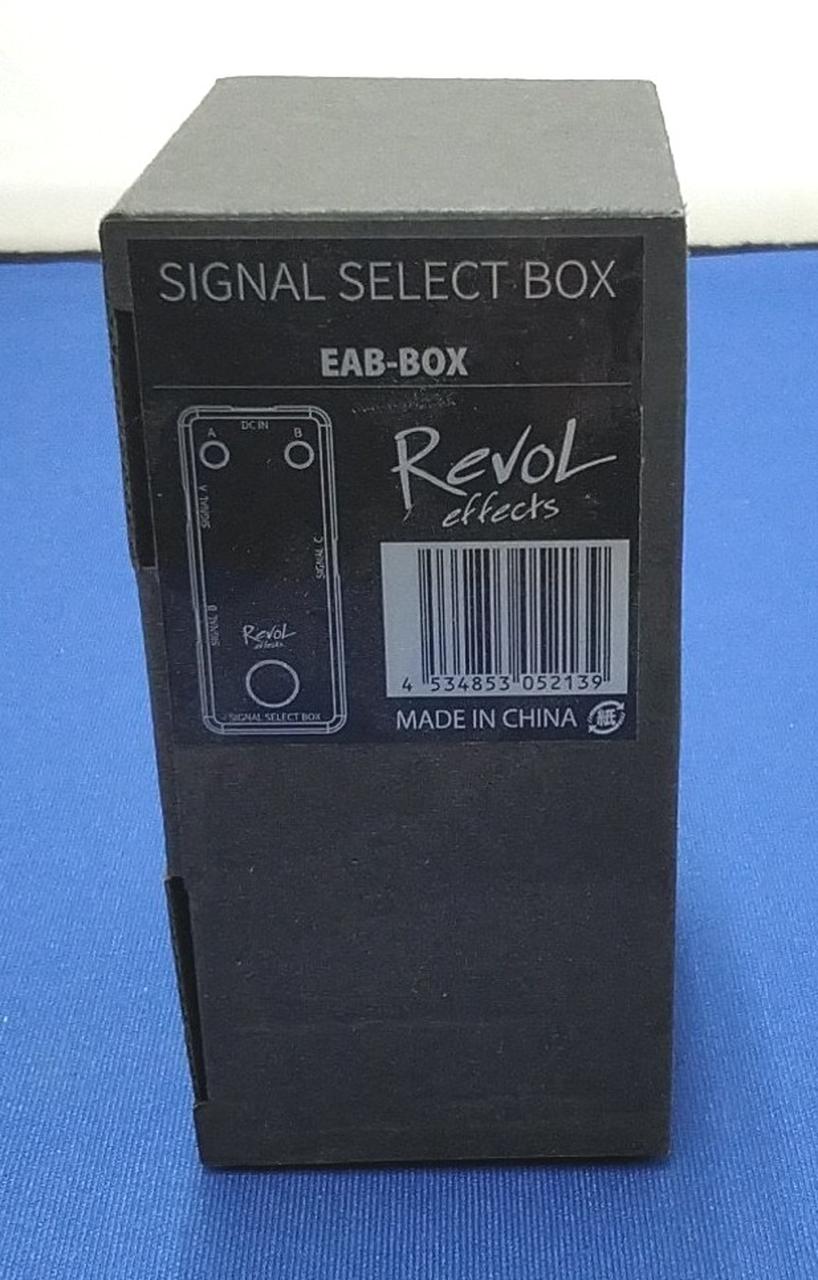 SIGNAL SELECT BOX
EAB-BOX
DC IN
A
B
SIGNAL A
SIGNAL C
SIGNAL B
Revol
effects
SIGNAL SELECT BOX
Revol
effects
4 534853 052139
MADE IN CHINA
紙